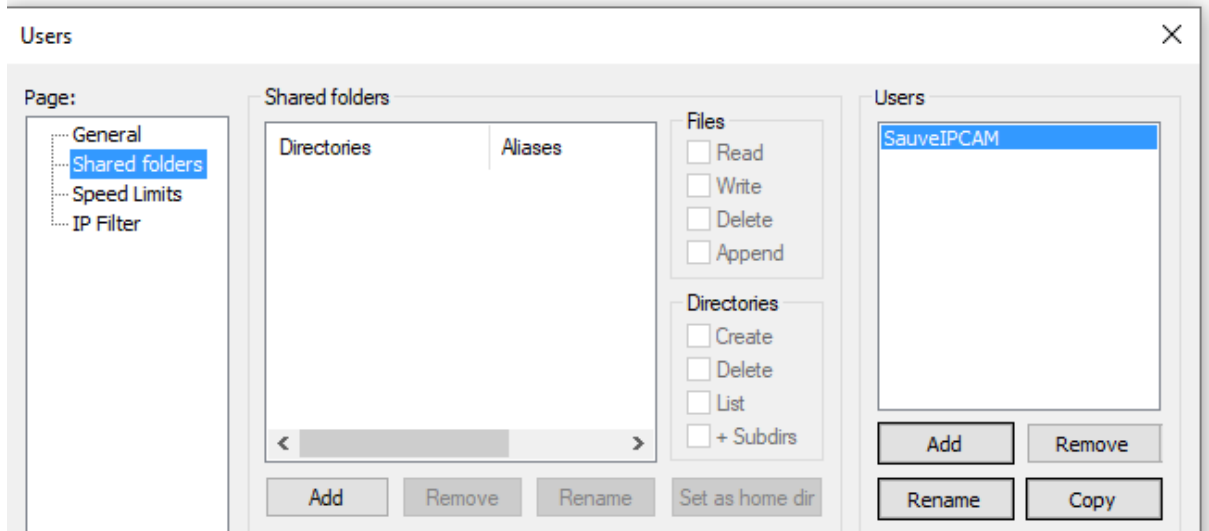 Users
Page:
General
Shared folders
Speed Limits
IP Filter
Shared folders
Directories Aliases
Add Remove Rename Set as home dir
Files
Read
Write
Delete
Append
Directories
Create
Delete
List
+ Subdirs
Users
SauveIPCAM
Add Remove
Rename Copy